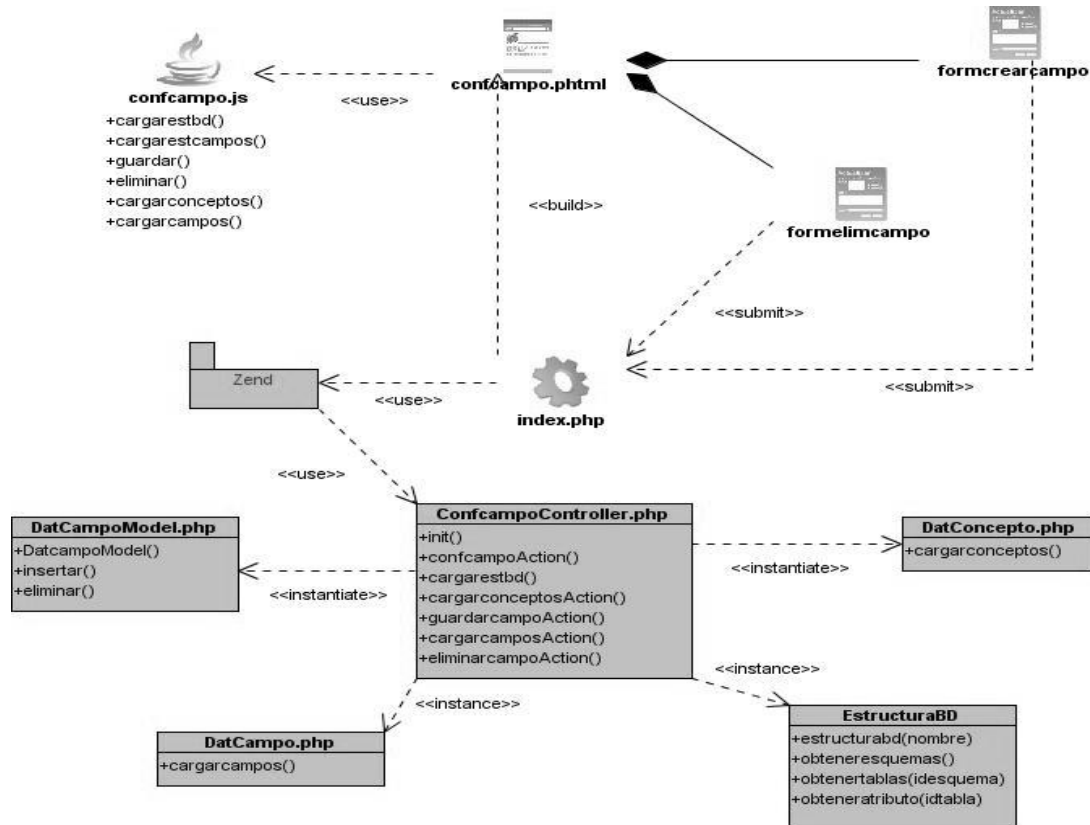 confcampo.js
+cargarestbd()
+cargarestcampos()
+guardar()
+eliminar()
+cargarconceptos()
+cargarcampos()
<<use>>
confcampo.phtml
formcrearcampo
<<build>>
formelimcampo
<<submit>>
<<submit>>
Zend
<<use>>
index.php
<<use>>
DatCampoModel.php
+DatcampoModel()
+insertar()
+eliminar()
<<instantiate>>
ConfcampoController.php
+init()
+confcampoAction()
+cargarestbd()
+cargarconceptosAction()
+guardarcampoAction()
+cargarcamposAction()
+eliminarcampoAction()
<<instantiate>>
DatConcepto.php
+cargarconceptos()
<<instance>>
<<instance>>
DatCampo.php
+cargarcampos()
EstructuraBD
+estructurabd(nombre)
+obteneresquemas()
+obtenertablas(idesquema)
+obteneratributo(idtabla)